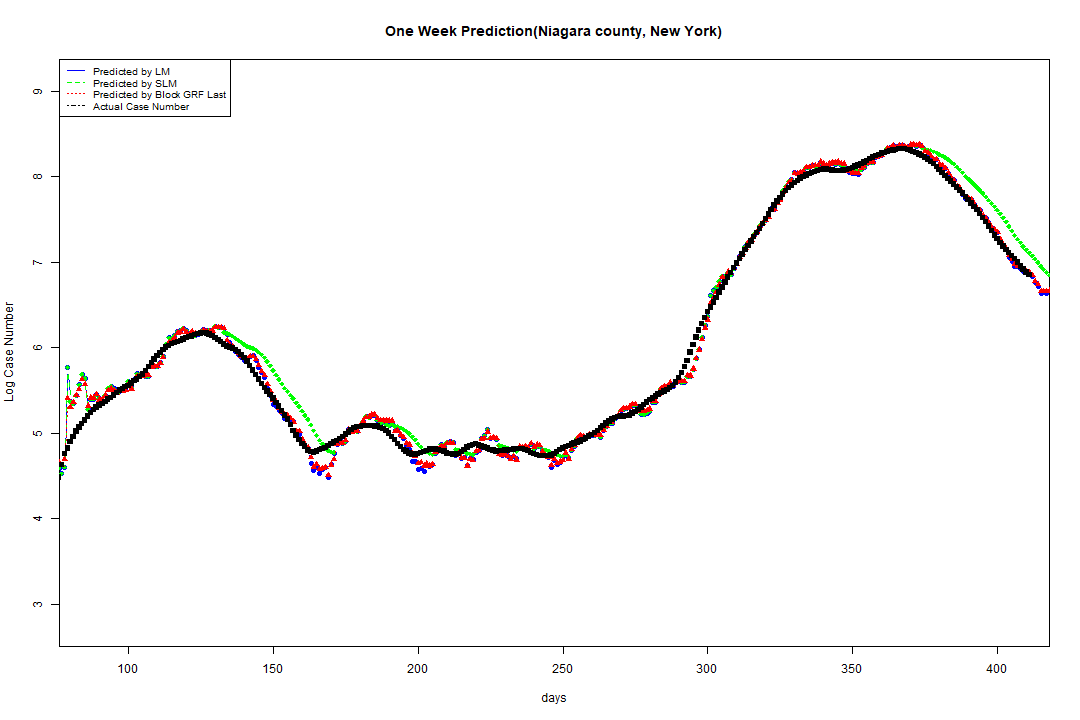 One Week Prediction(Niagara county, New York)
Predicted by LM
Predicted by SLM
Predicted by Block GRF Last
Actual Case Number
9
8
7
6
5
4
3
Log Case Number
100 150 200 250 300 350 400
days